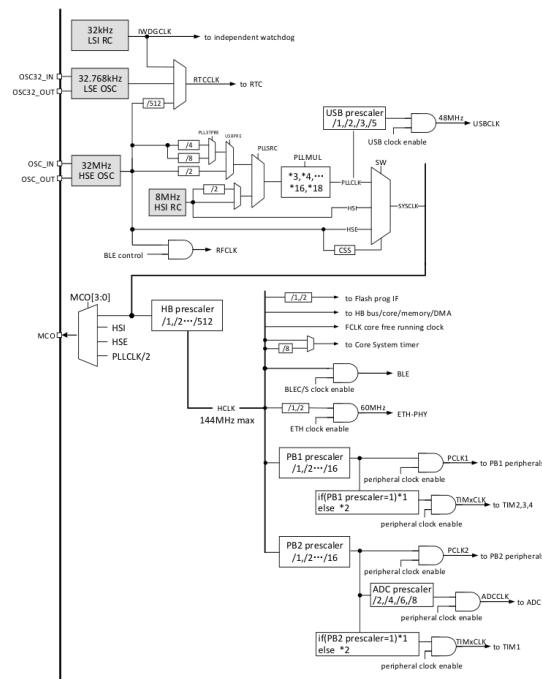 32kHz
LSI RC
IWDGCLK
to independent watchdog
OSC32_IN
OSC32_OUT
32.768kHz
LSE OSC
RTCCLK
to RTC
/512
USB prescaler
/1,/2,/3,/5
48MHz
USBCLK
USB clock enable
PLLXTPRE
USBPRE
PLLSRC
PLLMUL
SW
OSC_IN
OSC_OUT
32MHz
HSE OSC
/4
/8
/2
*3,*4,···
*16,*18
PLLCLK
8MHz
HSI RC
/2
HSI
SYSCLK
HSE
CSS
BLE control
RFCLK
MCO[3:0]
MCO
HSI
HSE
PLLCLK/2
HB prescaler
/1,/2···/512
/1,/2
to Flash prog IF
to HB bus/core/memory/DMA
FCLK core free running clock
/8
to Core System timer
BLE
BLEC/S clock enable
HCLK
144MHz max
/1,/2
60MHz
ETH-PHY
ETH clock enable
PB1 prescaler
/1,/2···/16
PCLK1
to PB1 peripherals
peripheral clock enable
if(PB1 prescaler=1)*1
else *2
TIMxCLK
to TIM2,3,4
peripheral clock enable
PB2 prescaler
/1,/2···/16
PCLK2
to PB2 peripherals
peripheral clock enable
ADC prescaler
/2,/4,/6,/8
ADCCLK
to ADC
peripheral clock enable
if(PB2 prescaler=1)*1
else *2
TIMxCLK
to TIM1
peripheral clock enable